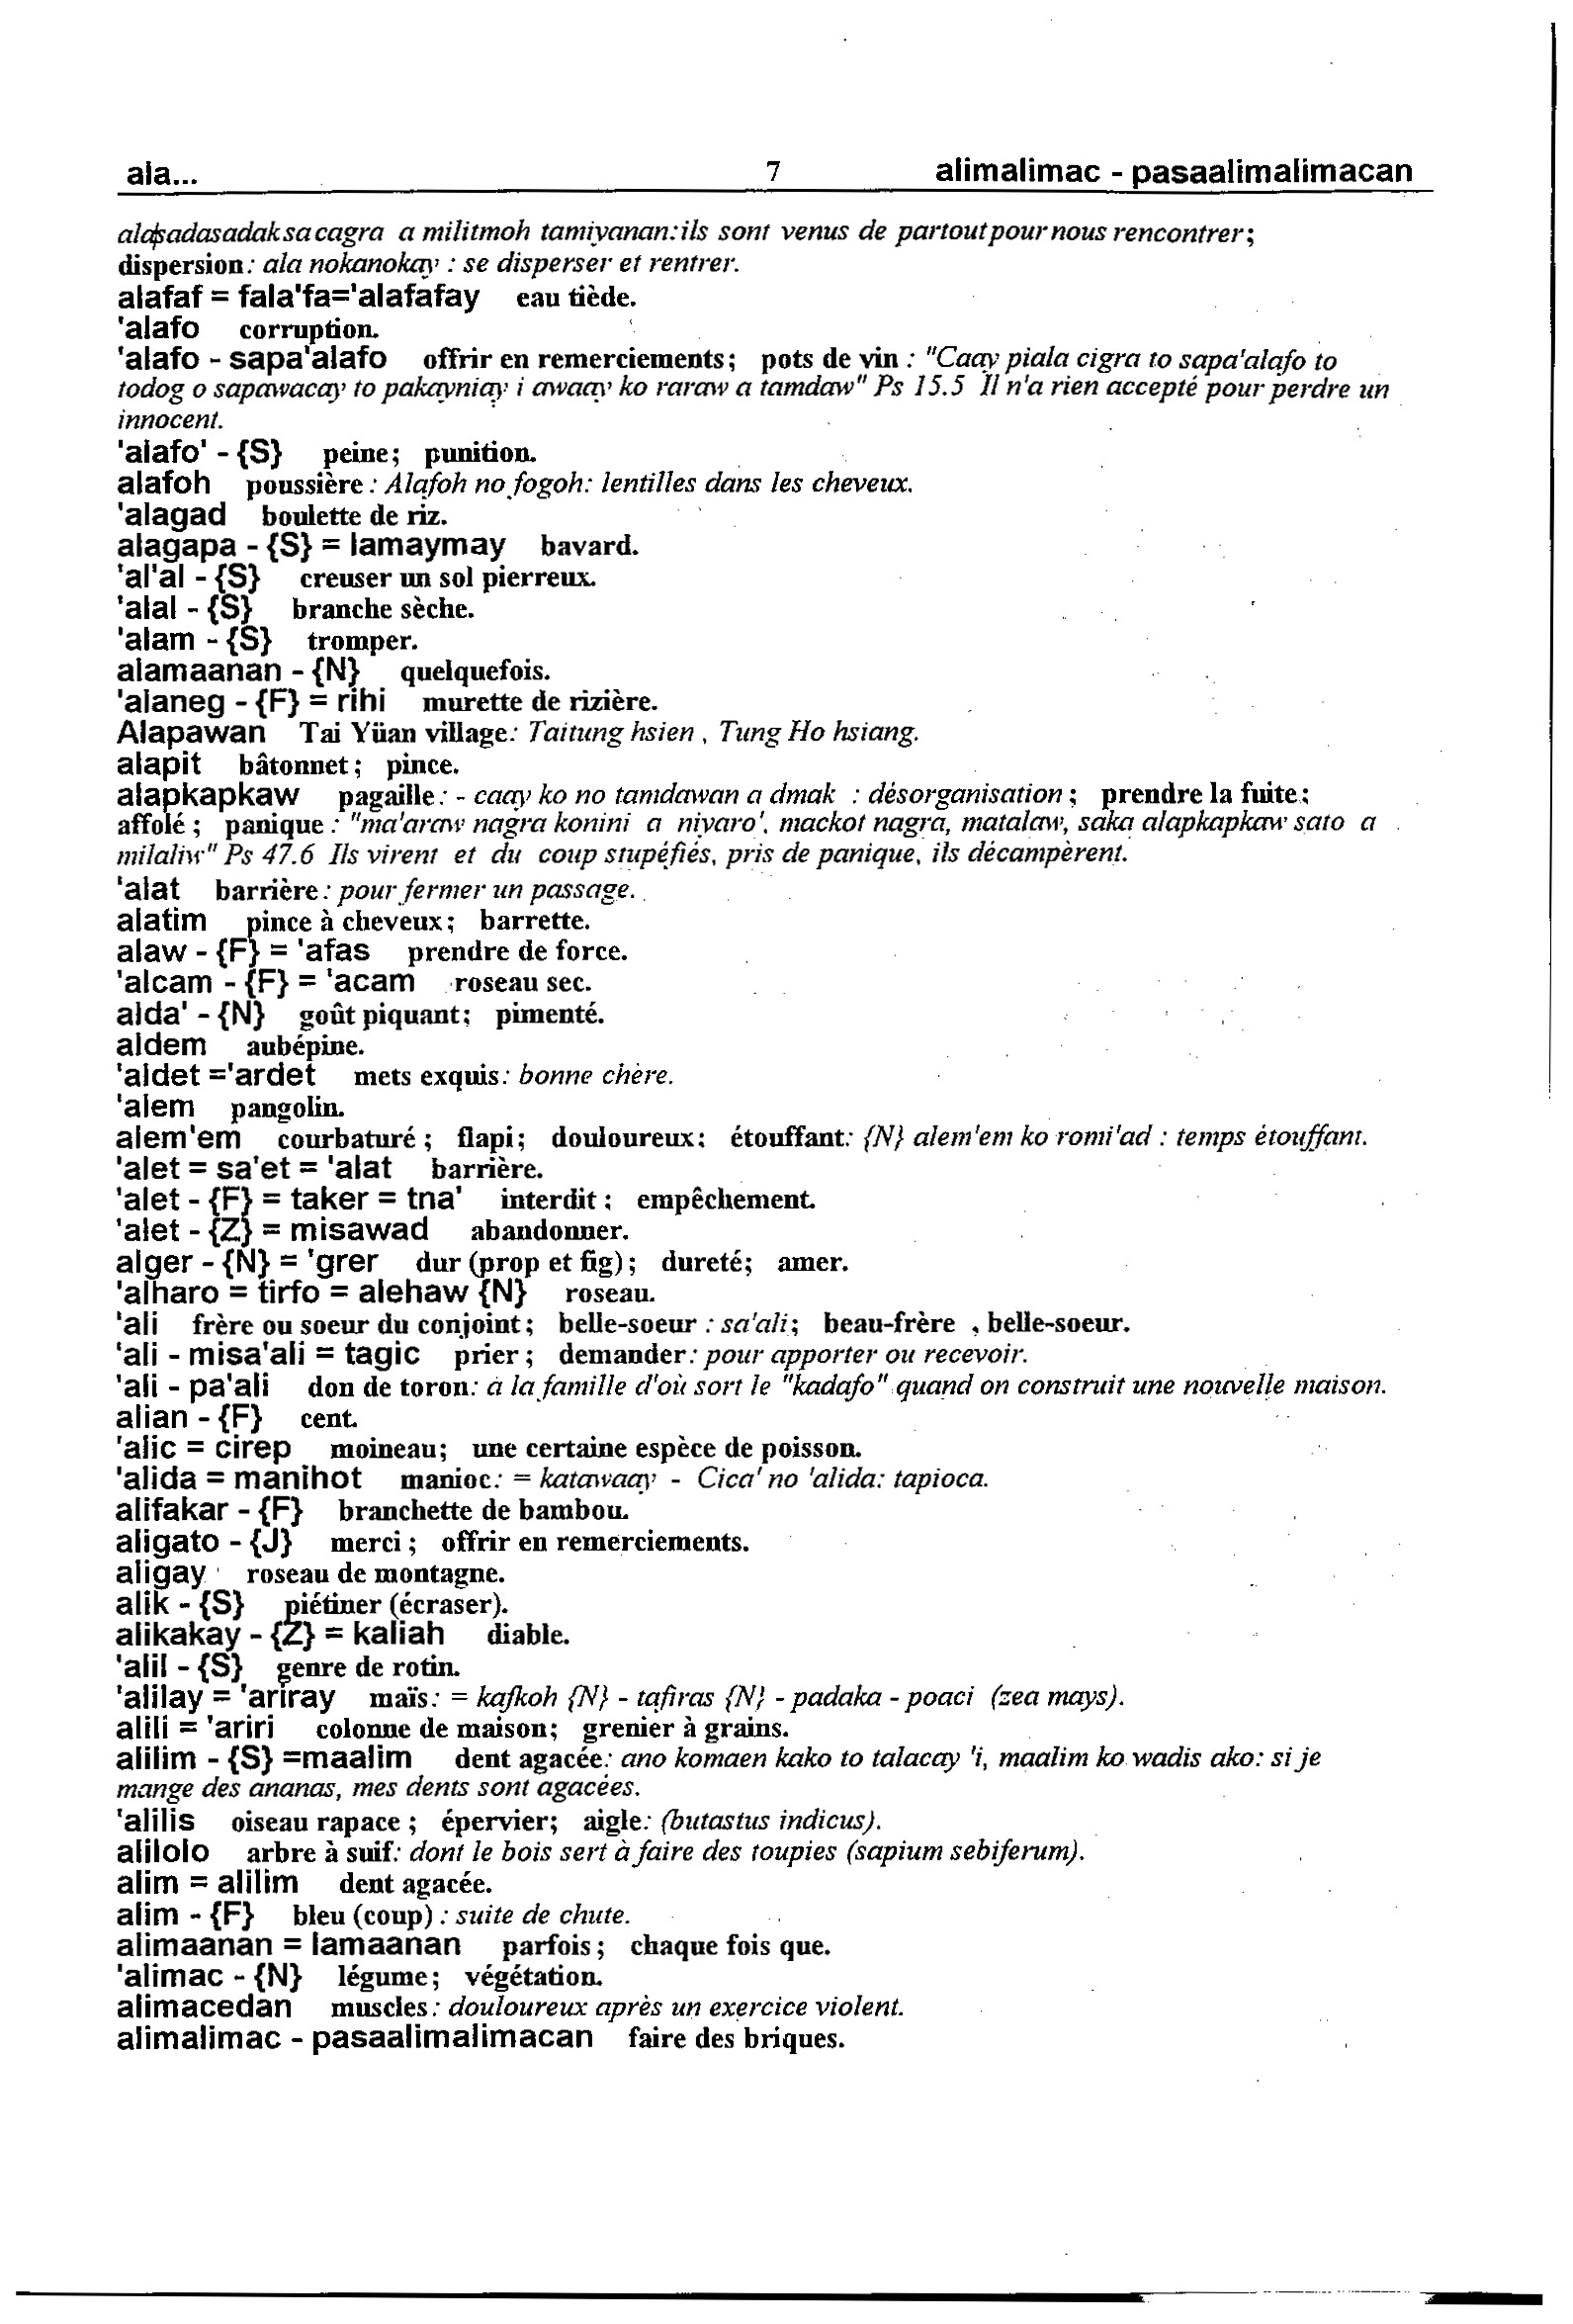 ala... 7 alimalimac - pasaalimalimacan
sadasadak sa cagra a militmoh tamiyanan: ils sont venus de partout pour nous rencontrer;
dispersion: ala nokanokay : se disperser et rentrer.
alafaf = fala'fa='alafafay eau tiède.
'alafo corruption.
'alafo - sapa'alafo offrir en remerciements; pots de vin : "Caay piala cigra to sapa'alafo to
todog o sapawacay to pakayniay i awaay ko raraw a tamdaw" Ps 15.5 Il n'a rien accepté pour perdre un
innocent.
'alafo' - {S} peine; punition.
alafoh poussière : Alafoh no fogoh: lentilles dans les cheveux.
'alagad boulette de riz.
alagapa - {S} = lamaymay bavard.
'al'al - {S} creuser un sol pierreux.
'alal - {S} branche sèche.
'alam - {S} tromper.
alamaanan - {N} quelquefois.
'alaneg - {F} = rihi murette de rizière.
Alapawan Tai Yüan village: Taitung hsien , Tung Ho hsiang.
alapit bâtonnet; pince.
alapkapkaw pagaille: - caay ko no tamdawan a dmak : désorganisation ; prendre la fuite;
affolé ; panique : "ma'araw nagra konini a niyaro', mackot nagra, matalaw, saka alapkapkaw sato a
milaliw" Ps 47.6 Ils virent et du coup stupéfiés, pris de panique, ils décampèrent.
'alat barrière: pour fermer un passage.
alatim pince à cheveux; barrette.
alaw - {F} = 'afas prendre de force.
'alcam - {F} = 'acam roseau sec.
alda' - {N} goût piquant; pimenté.
aldem aubépine.
'aldet ='ardet mets exquis: bonne chère.
'alem pangolin.
alem'em courbaturé ; flapi; douloureux; étouffant: {N} alem'em ko romi'ad : temps étouffant.
'alet = sa'et = 'alat barrière.
'alet - {F} = taker = tna' interdit ; empêchement.
'alet - {Z} = misawad abandonner.
alger - {N} = 'grer dur (prop et fig); dureté; amer.
'alharo = tirfo = alehaw {N} roseau.
'ali frère ou soeur du conjoint; belle-soeur : sa'ali; beau-frère , belle-soeur.
'ali - misa'ali = tagic prier ; demander: pour apporter ou recevoir.
'ali - pa'ali don de toron: à la famille d'où sort le "kadafo" quand on construit une nouvelle maison.
alian - {F} cent.
'alic = cirep moineau; une certaine espèce de poisson.
'alida = manihot manioc: = katawaay - Cica' no 'alida: tapioca.
alifakar - {F} branchette de bambou.
aligato - {J} merci ; offrir en remerciements.
aligay roseau de montagne.
alik - {S} piétiner (écraser).
alikakay - {Z} = kaliah diable.
'alil - {S} genre de rotin.
'alilay = 'ariray maïs: = kafkoh {N} - tafiras {N} - padaka - poaci (zea mays).
alili = 'ariri colonne de maison; grenier à grains.
alilim - {S} =maalim dent agacée: ano komaen kako to talacay 'i, maalim ko wadis ako: si je
mange des ananas, mes dents sont agacées.
'alilis oiseau rapace ; épervier; aigle: (butastus indicus).
alilolo arbre à suif: dont le bois sert à faire des toupies (sapium sebiferum).
alim = alilim dent agacée.
alim - {F} bleu (coup) : suite de chute.
alimaanan = lamaanan parfois ; chaque fois que.
'alimac - {N} légume; végétation.
alimacedan muscles: douloureux après un exercice violent.
alimalimac - pasaalimalimacan faire des briques.